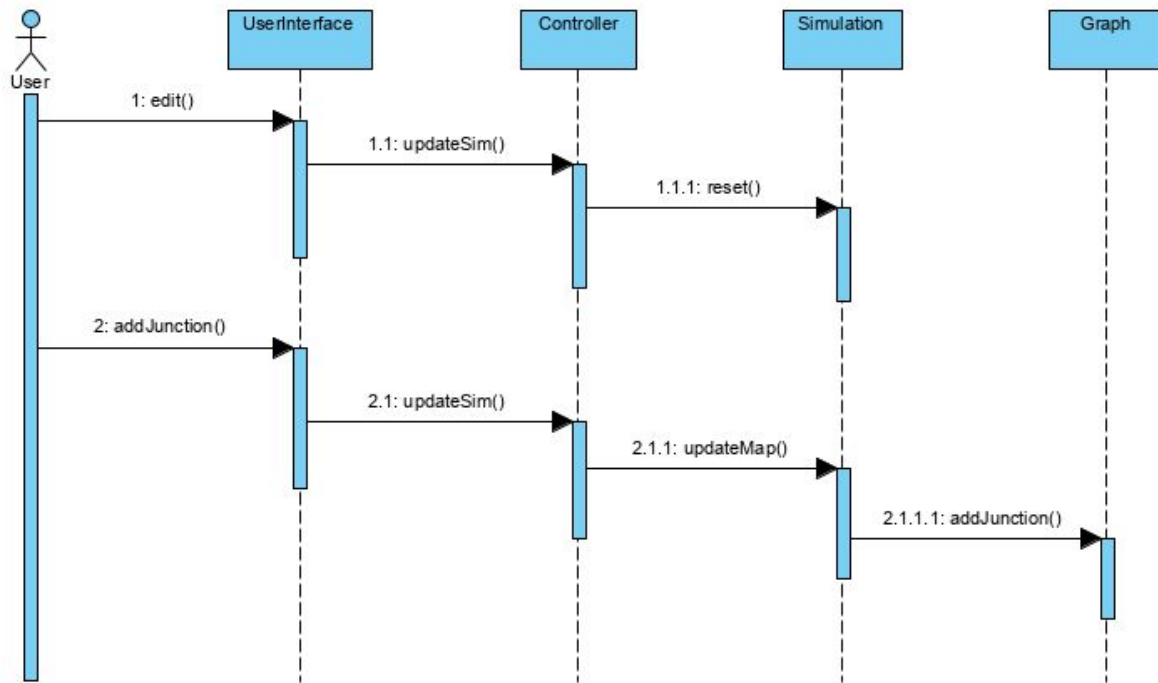 UserInterface
Controller
Simulation
Graph
User
1: edit()
1.1: updateSim()
1.1.1: reset()
2: addJunction()
2.1: updateSim()
2.1.1: updateMap()
2.1.1.1: addJunction()